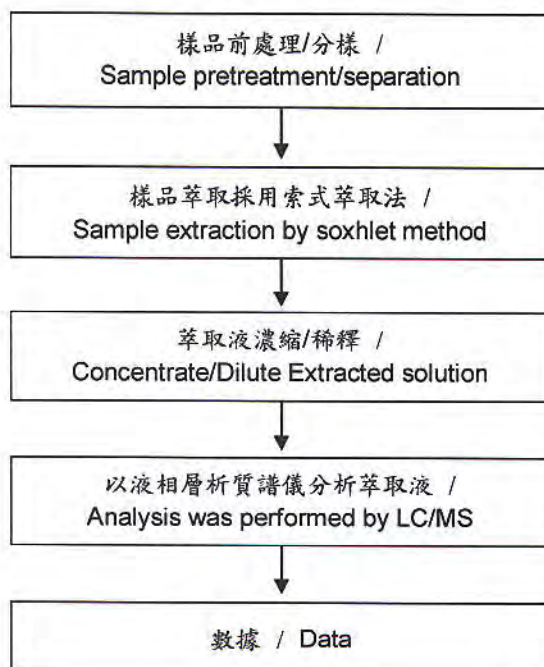 樣品前處理/分樣 /
Sample pretreatment/separation
樣品萃取採用索式萃取法 /
Sample extraction by soxhlet method
萃取液濃縮/稀釋 /
Concentrate/Dilute Extracted solution
以液相層析質譜儀分析萃取液 /
Analysis was performed by LC/MS
數據 / Data